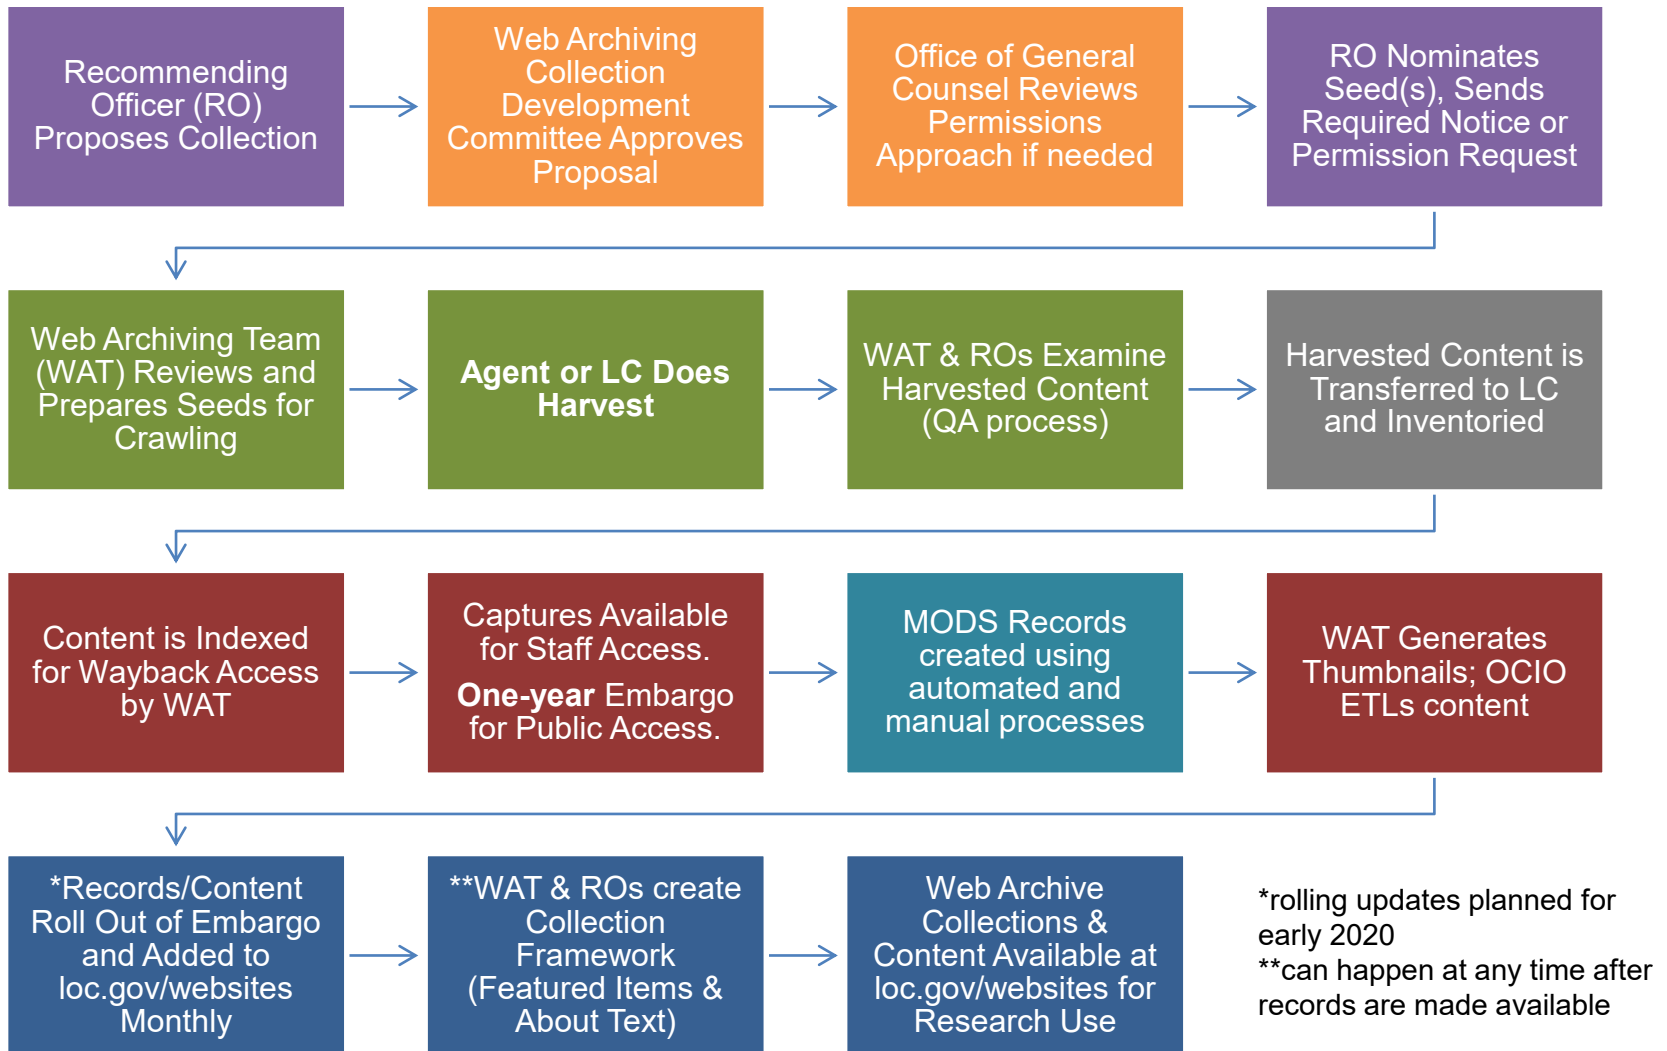 Recommending
Officer (RO)
Proposes Collection
Web Archiving
Collection
Development
Committee Approves
Proposal
Office of General
Counsel Reviews
Permissions
Approach if needed
RO Nominates
Seed(s), Sends
Required Notice or
Permission Request
Web Archiving Team
(WAT) Reviews and
Prepares Seeds for
Crawling
Agent or LC Does
Harvest
WAT & ROs Examine
Harvested Content
(QA process)
Harvested Content is
Transferred to LC
and Inventoried
Content is Indexed
for Wayback Access
by WAT
Captures Available
for Staff Access.
One-year Embargo
for Public Access.
MODS Records
created using
automated and
manual processes
WAT Generates
Thumbnails; OCIO
ETLs content
*Records/Content
Roll Out of Embargo
and Added to
loc.gov/websites
Monthly
**WAT & ROs create
Collection
Framework
(Featured Items &
About Text)
Web Archive
Collections &
Content Available at
loc.gov/websites for
Research Use
*rolling updates planned for
early 2020
**can happen at any time after
records are made available